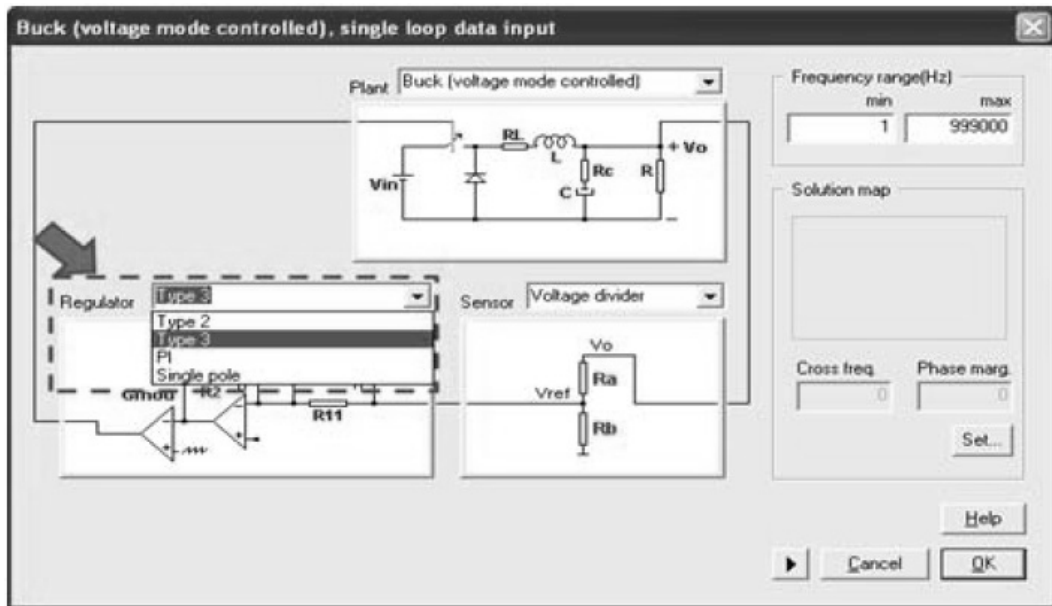 Buck (voltage mode controlled), single loop data input
Plant Buck (voltage mode controlled)
RL
L
+ Vo
Vin
Rc
R
C
-
Frequency range(Hz)
min max
1 999000
Solution map
Regulator Type 3
Type 2
Type 3
PI
Single pole
R2
R11
Sensor Voltage divider
Vo
Ra
Vref
Rb
Cross freq. Phase marg.
0 0
Set...
Help
Cancel OK